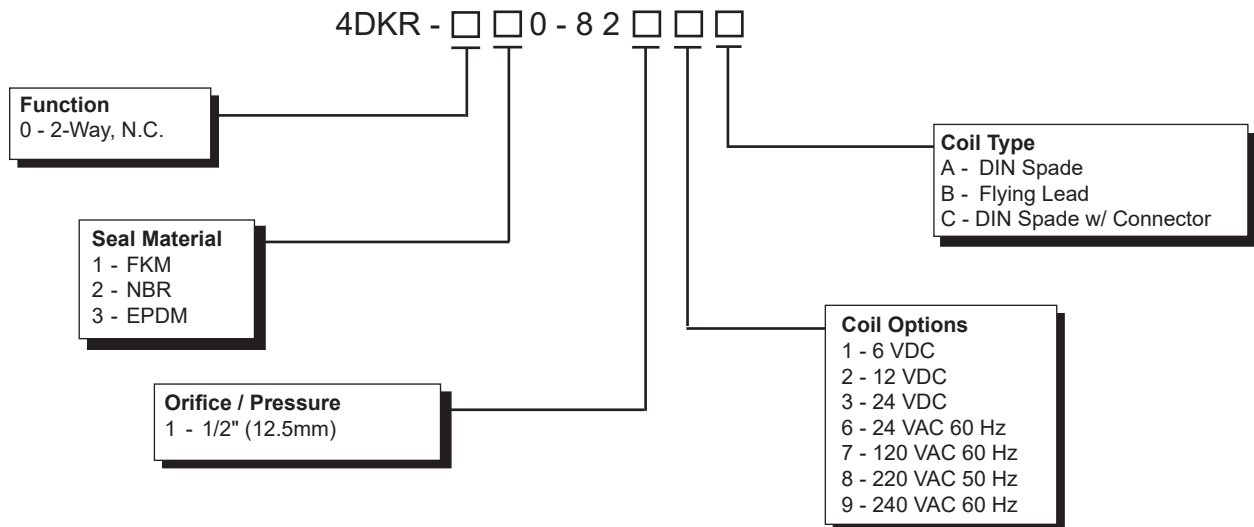 4DKR - □ □ 0 - 8 2 □ □ □
Function
0 - 2-Way, N.C.
Seal Material
1 - FKM
2 - NBR
3 - EPDM
Orifice / Pressure
1 - 1/2" (12.5mm)
Coil Type
A - DIN Spade
B - Flying Lead
C - DIN Spade w/ Connector
Coil Options
1 - 6 VDC
2 - 12 VDC
3 - 24 VDC
6 - 24 VAC 60 Hz
7 - 120 VAC 60 Hz
8 - 220 VAC 50 Hz
9 - 240 VAC 60 Hz